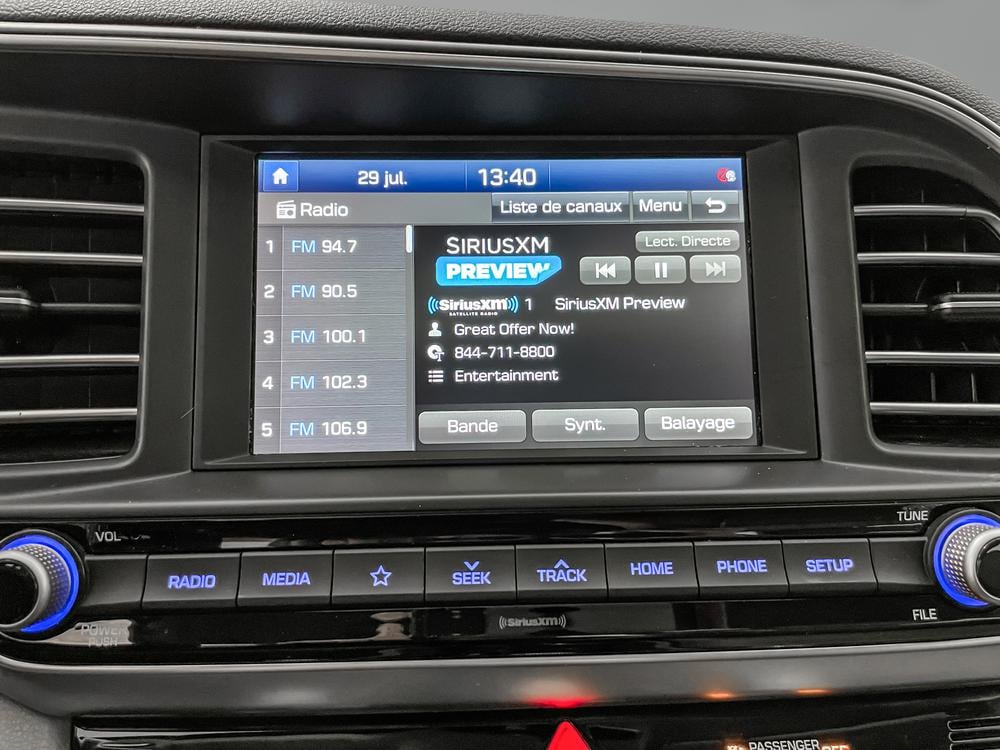 29 jul. 13:40
Radio Liste de canaux Menu
1 FM 94.7
2 FM 90.5
3 FM 100.1
4 FM 102.3
5 FM 106.9
SIRIUSXM Lect. Directe
PREVIEW
((SiriusXM)) 1 SiriusXM Preview
SATELLITE RADIO
Great Offer Now!
844-711-8800
Entertainment
Bande Synt. Balayage
VOL TUNE
RADIO MEDIA SEEK TRACK HOME PHONE SETUP
POWER
PUSH
((SiriusXM))
FILE
PASSENGER